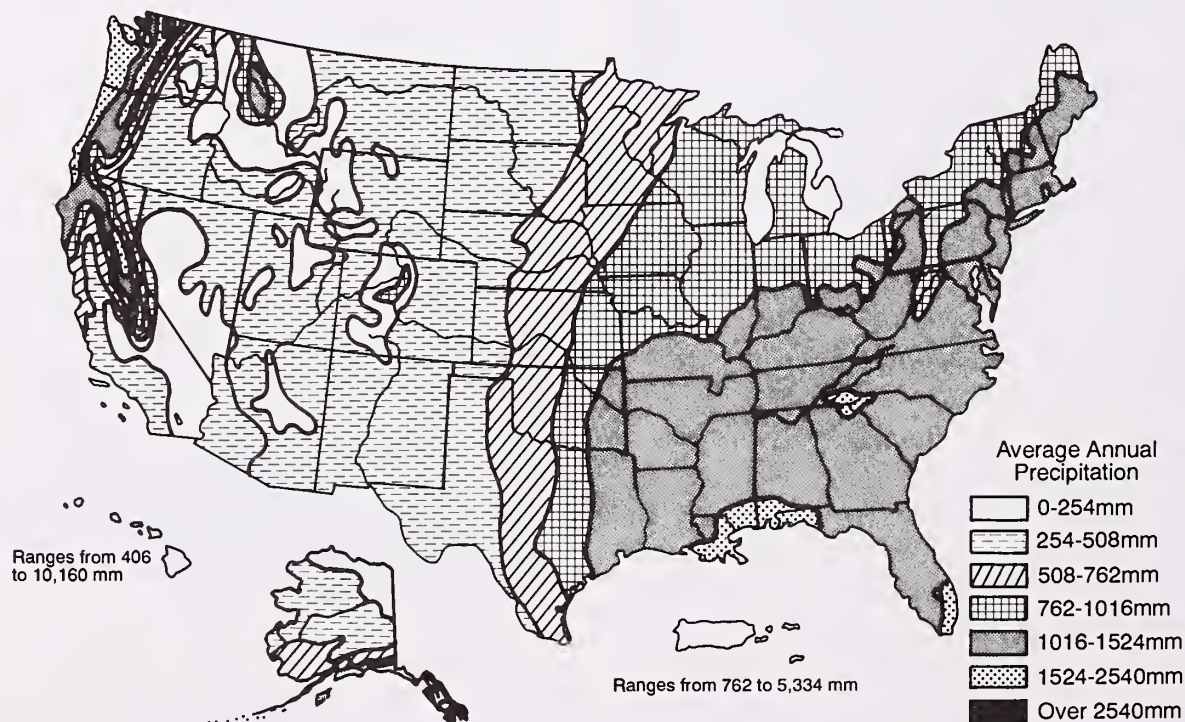 Average Annual
Precipitation
0-254mm
254-508mm
508-762mm
762-1016mm
1016-1524mm
1524-2540mm
Over 2540mm
Ranges from 406
to 10,160 mm
Ranges from 762 to 5,334 mm